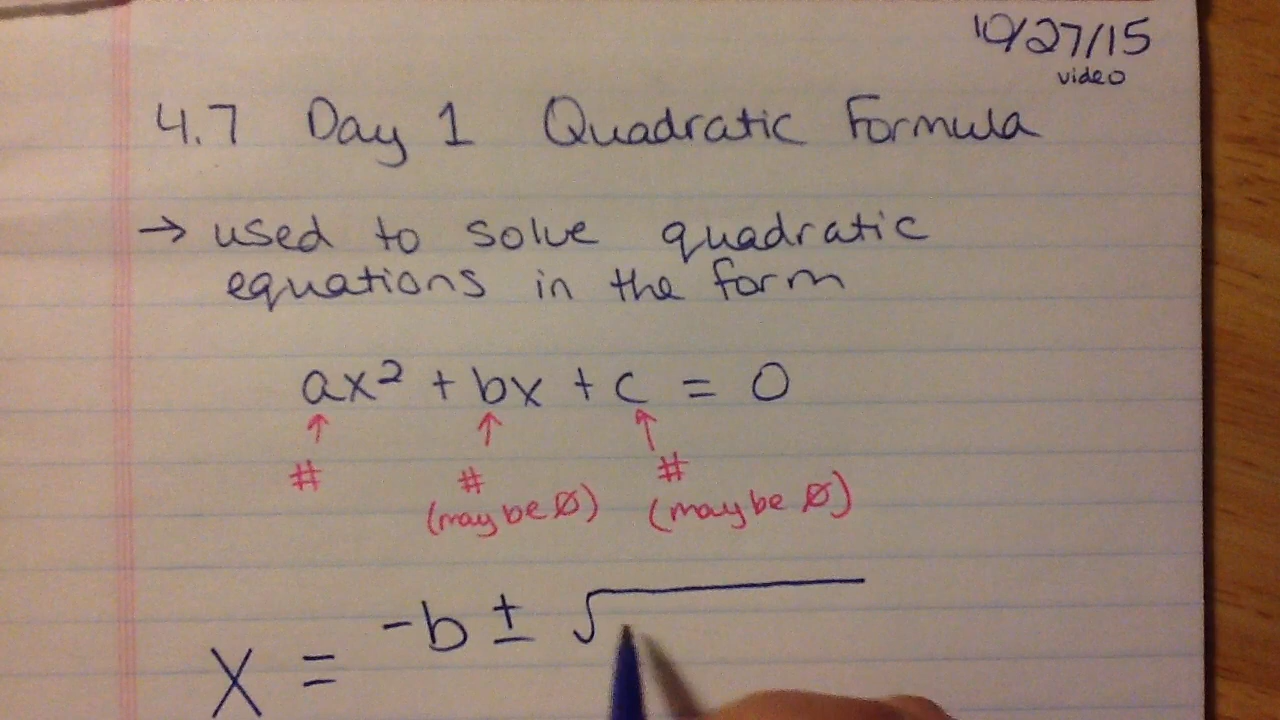 10/27/15
video
4.7 Day 1 Quadratic Formula
→ used to solve quadratic
equations in the form
ax² + bx + c = 0
↑ ↑ ↑
# # #
(maybe Ø) (maybe Ø)
x = -b ± √